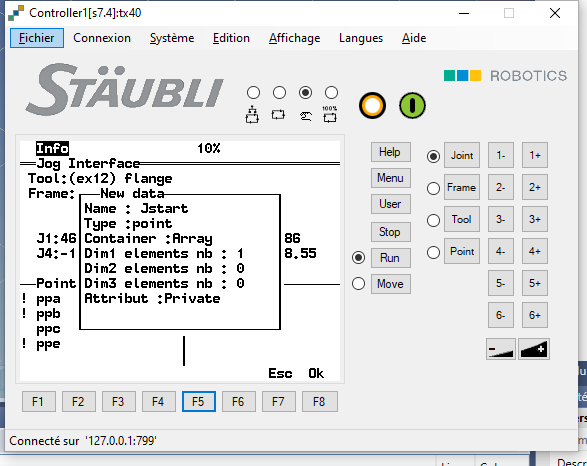 Controller1[s7.4]:tx40
Fichier Connexion Système Edition Affichage Langues Aide
STÄUBLI
ROBOTICS
100%
Info 10%
Jog Interface
Tool:(ex12) flange
Frame:
New data
Name : Jstart
Type :point
J1:46 Container :Array 86
J4:-1 Dim1 elements nb : 1 8.55
Dim2 elements nb : 0
Point Dim3 elements nb : 0
! ppa Attribut :Private
! ppb
ppc
! ppe
Esc Ok
F1 F2 F3 F4 F5 F6 F7 F8
Help
Menu
User
Stop
Run
Move
Joint 1- 1+
Frame 2- 2+
Tool 3- 3+
Point 4- 4+
5- 5+
6- 6+
- +
Connecté sur '127.0.0.1:799'